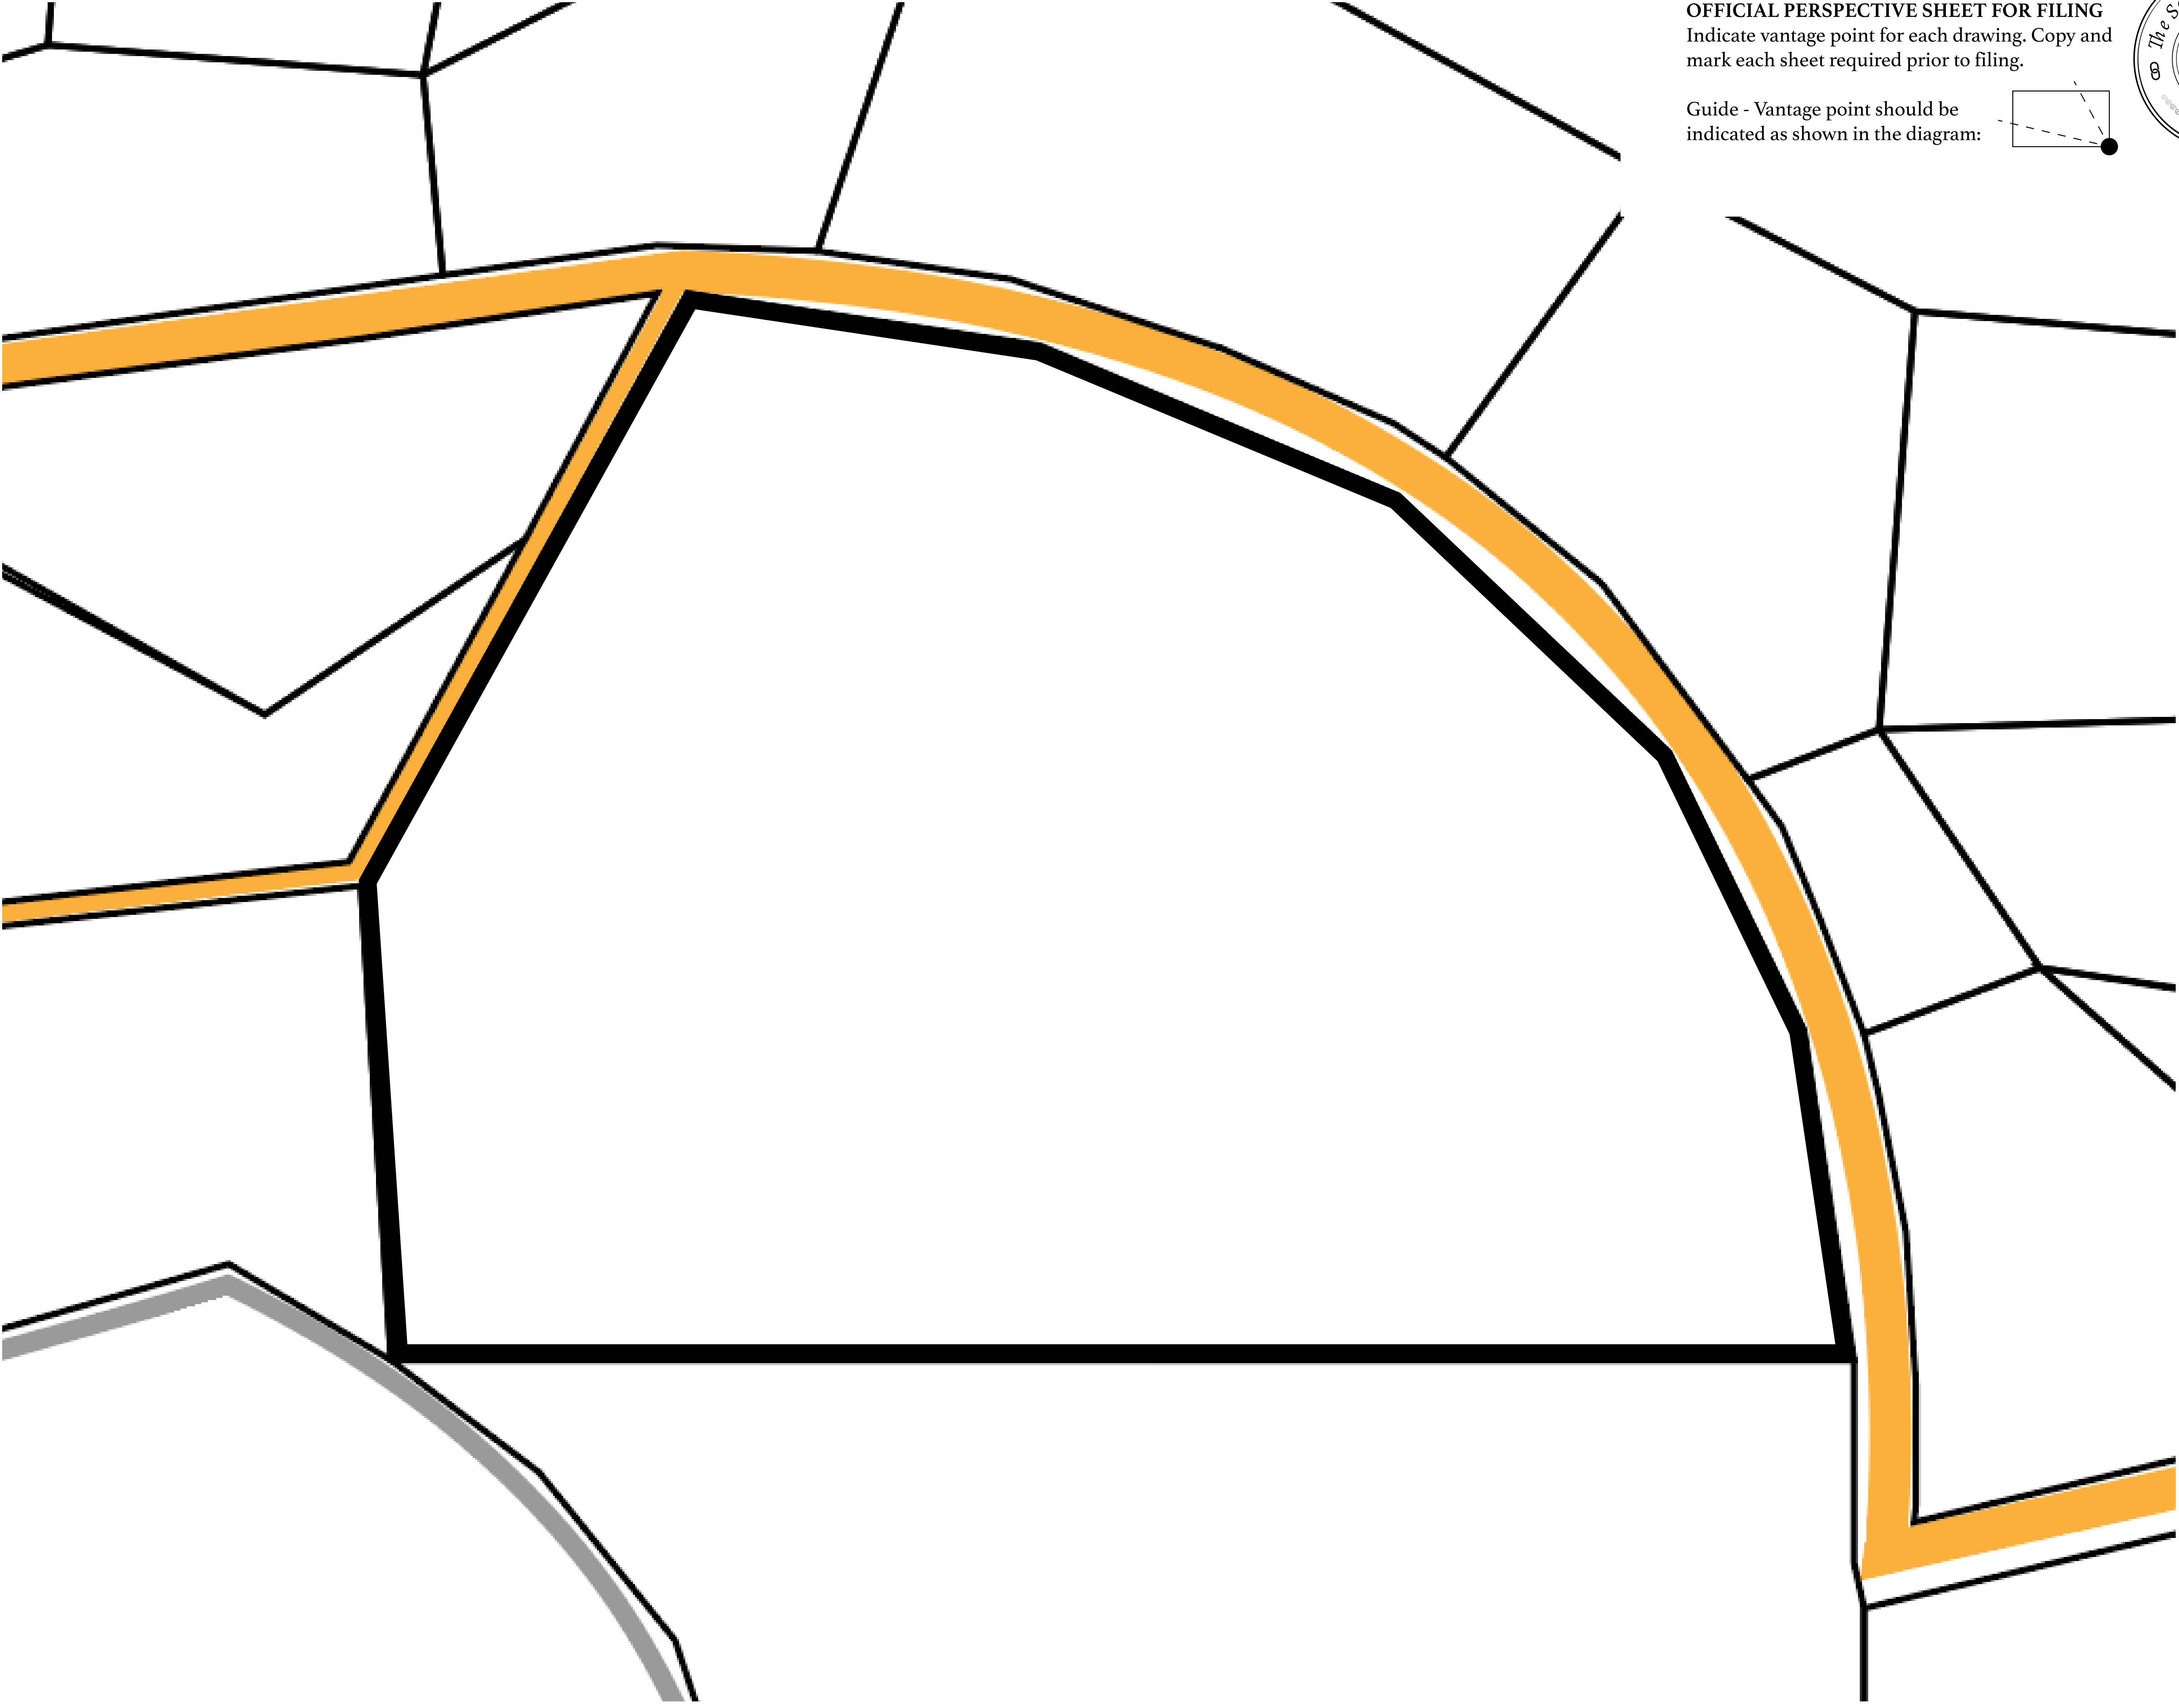 OFFICIAL PERSPECTIVE SHEET FOR FILING
Indicate vantage point for each drawing. Copy and
mark each sheet required prior to filing.
Guide - Vantage point should be
indicated as shown in the diagram:
The